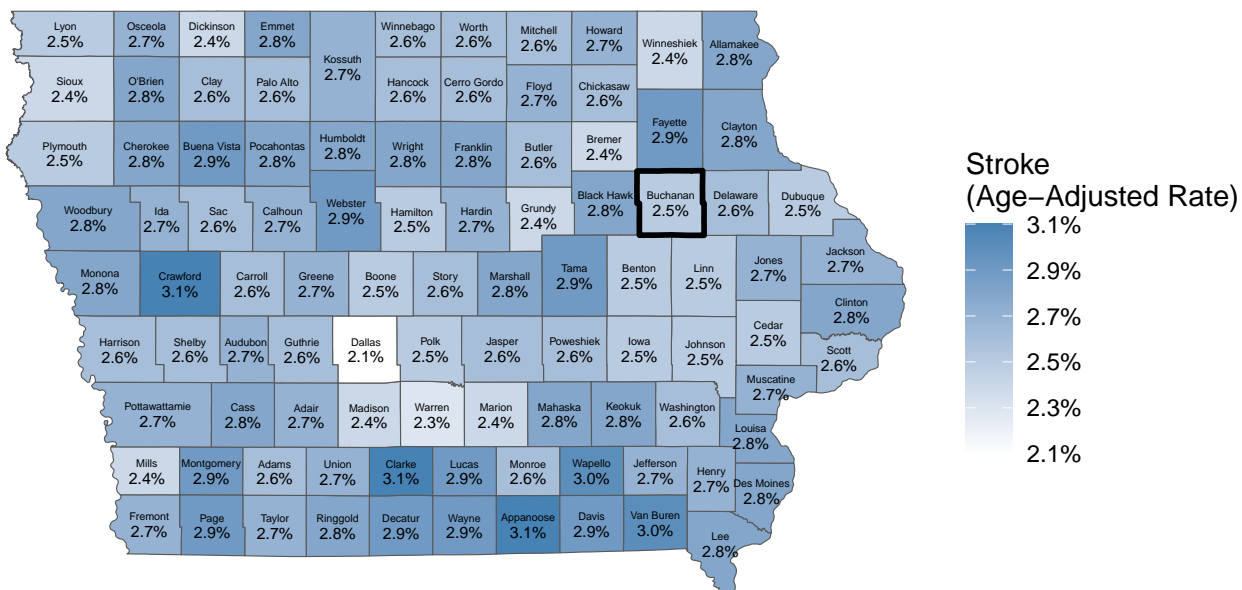 Lyon
2.5%
Osceola
2.7%
Dickinson
2.4%
Emmet
2.8%
Kossuth
2.7%
Winnebago
2.6%
Worth
2.6%
Mitchell
2.6%
Howard
2.7%
Winneshiek
2.4%
Allamakee
2.8%
Sioux
2.4%
O'Brien
2.8%
Clay
2.6%
Palo Alto
2.6%
Hancock
2.6%
Cerro Gordo
2.6%
Floyd
2.7%
Chickasaw
2.6%
Fayette
2.9%
Clayton
2.8%
Plymouth
2.5%
Cherokee
2.8%
Buena Vista
2.9%
Pocahontas
2.8%
Humboldt
2.8%
Wright
2.8%
Franklin
2.8%
Butler
2.6%
Bremer
2.4%
Woodbury
2.8%
Ida
2.7%
Sac
2.6%
Calhoun
2.7%
Webster
2.9%
Hamilton
2.5%
Hardin
2.7%
Grundy
2.4%
Black Hawk
2.8%
Buchanan
2.5%
Delaware
2.6%
Dubuque
2.5%
Monona
2.8%
Crawford
3.1%
Carroll
2.6%
Greene
2.7%
Boone
2.5%
Story
2.6%
Marshall
2.8%
Tama
2.9%
Benton
2.5%
Linn
2.5%
Jones
2.7%
Jackson
2.7%
Clinton
2.8%
Harrison
2.6%
Shelby
2.6%
Audubon
2.7%
Guthrie
2.6%
Dallas
2.1%
Polk
2.5%
Jasper
2.6%
Poweshiek
2.6%
Iowa
2.5%
Johnson
2.5%
Cedar
2.5%
Scott
2.6%
Muscatine
2.7%
Pottawattamie
2.7%
Cass
2.8%
Adair
2.7%
Madison
2.4%
Warren
2.3%
Marion
2.4%
Mahaska
2.8%
Keokuk
2.8%
Washington
2.6%
Louisa
2.8%
Mills
2.4%
Montgomery
2.9%
Adams
2.6%
Union
2.7%
Clarke
3.1%
Lucas
2.9%
Monroe
2.6%
Wapello
3.0%
Jefferson
2.7%
Henry
2.7%
Des Moines
2.8%
Fremont
2.7%
Page
2.9%
Taylor
2.7%
Ringgold
2.8%
Decatur
2.9%
Wayne
2.9%
Appanoose
3.1%
Davis
2.9%
Van Buren
3.0%
Lee
2.8%
Stroke
(Age−Adjusted Rate)
3.1%
2.9%
2.7%
2.5%
2.3%
2.1%